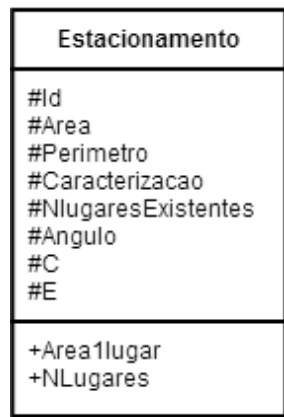 Estacionamento
#Id
#Area
#Perimetro
#Caracterizacao
#NlugaresExistentes
#Angulo
#C
#E
+Area1lugar
+NLugares